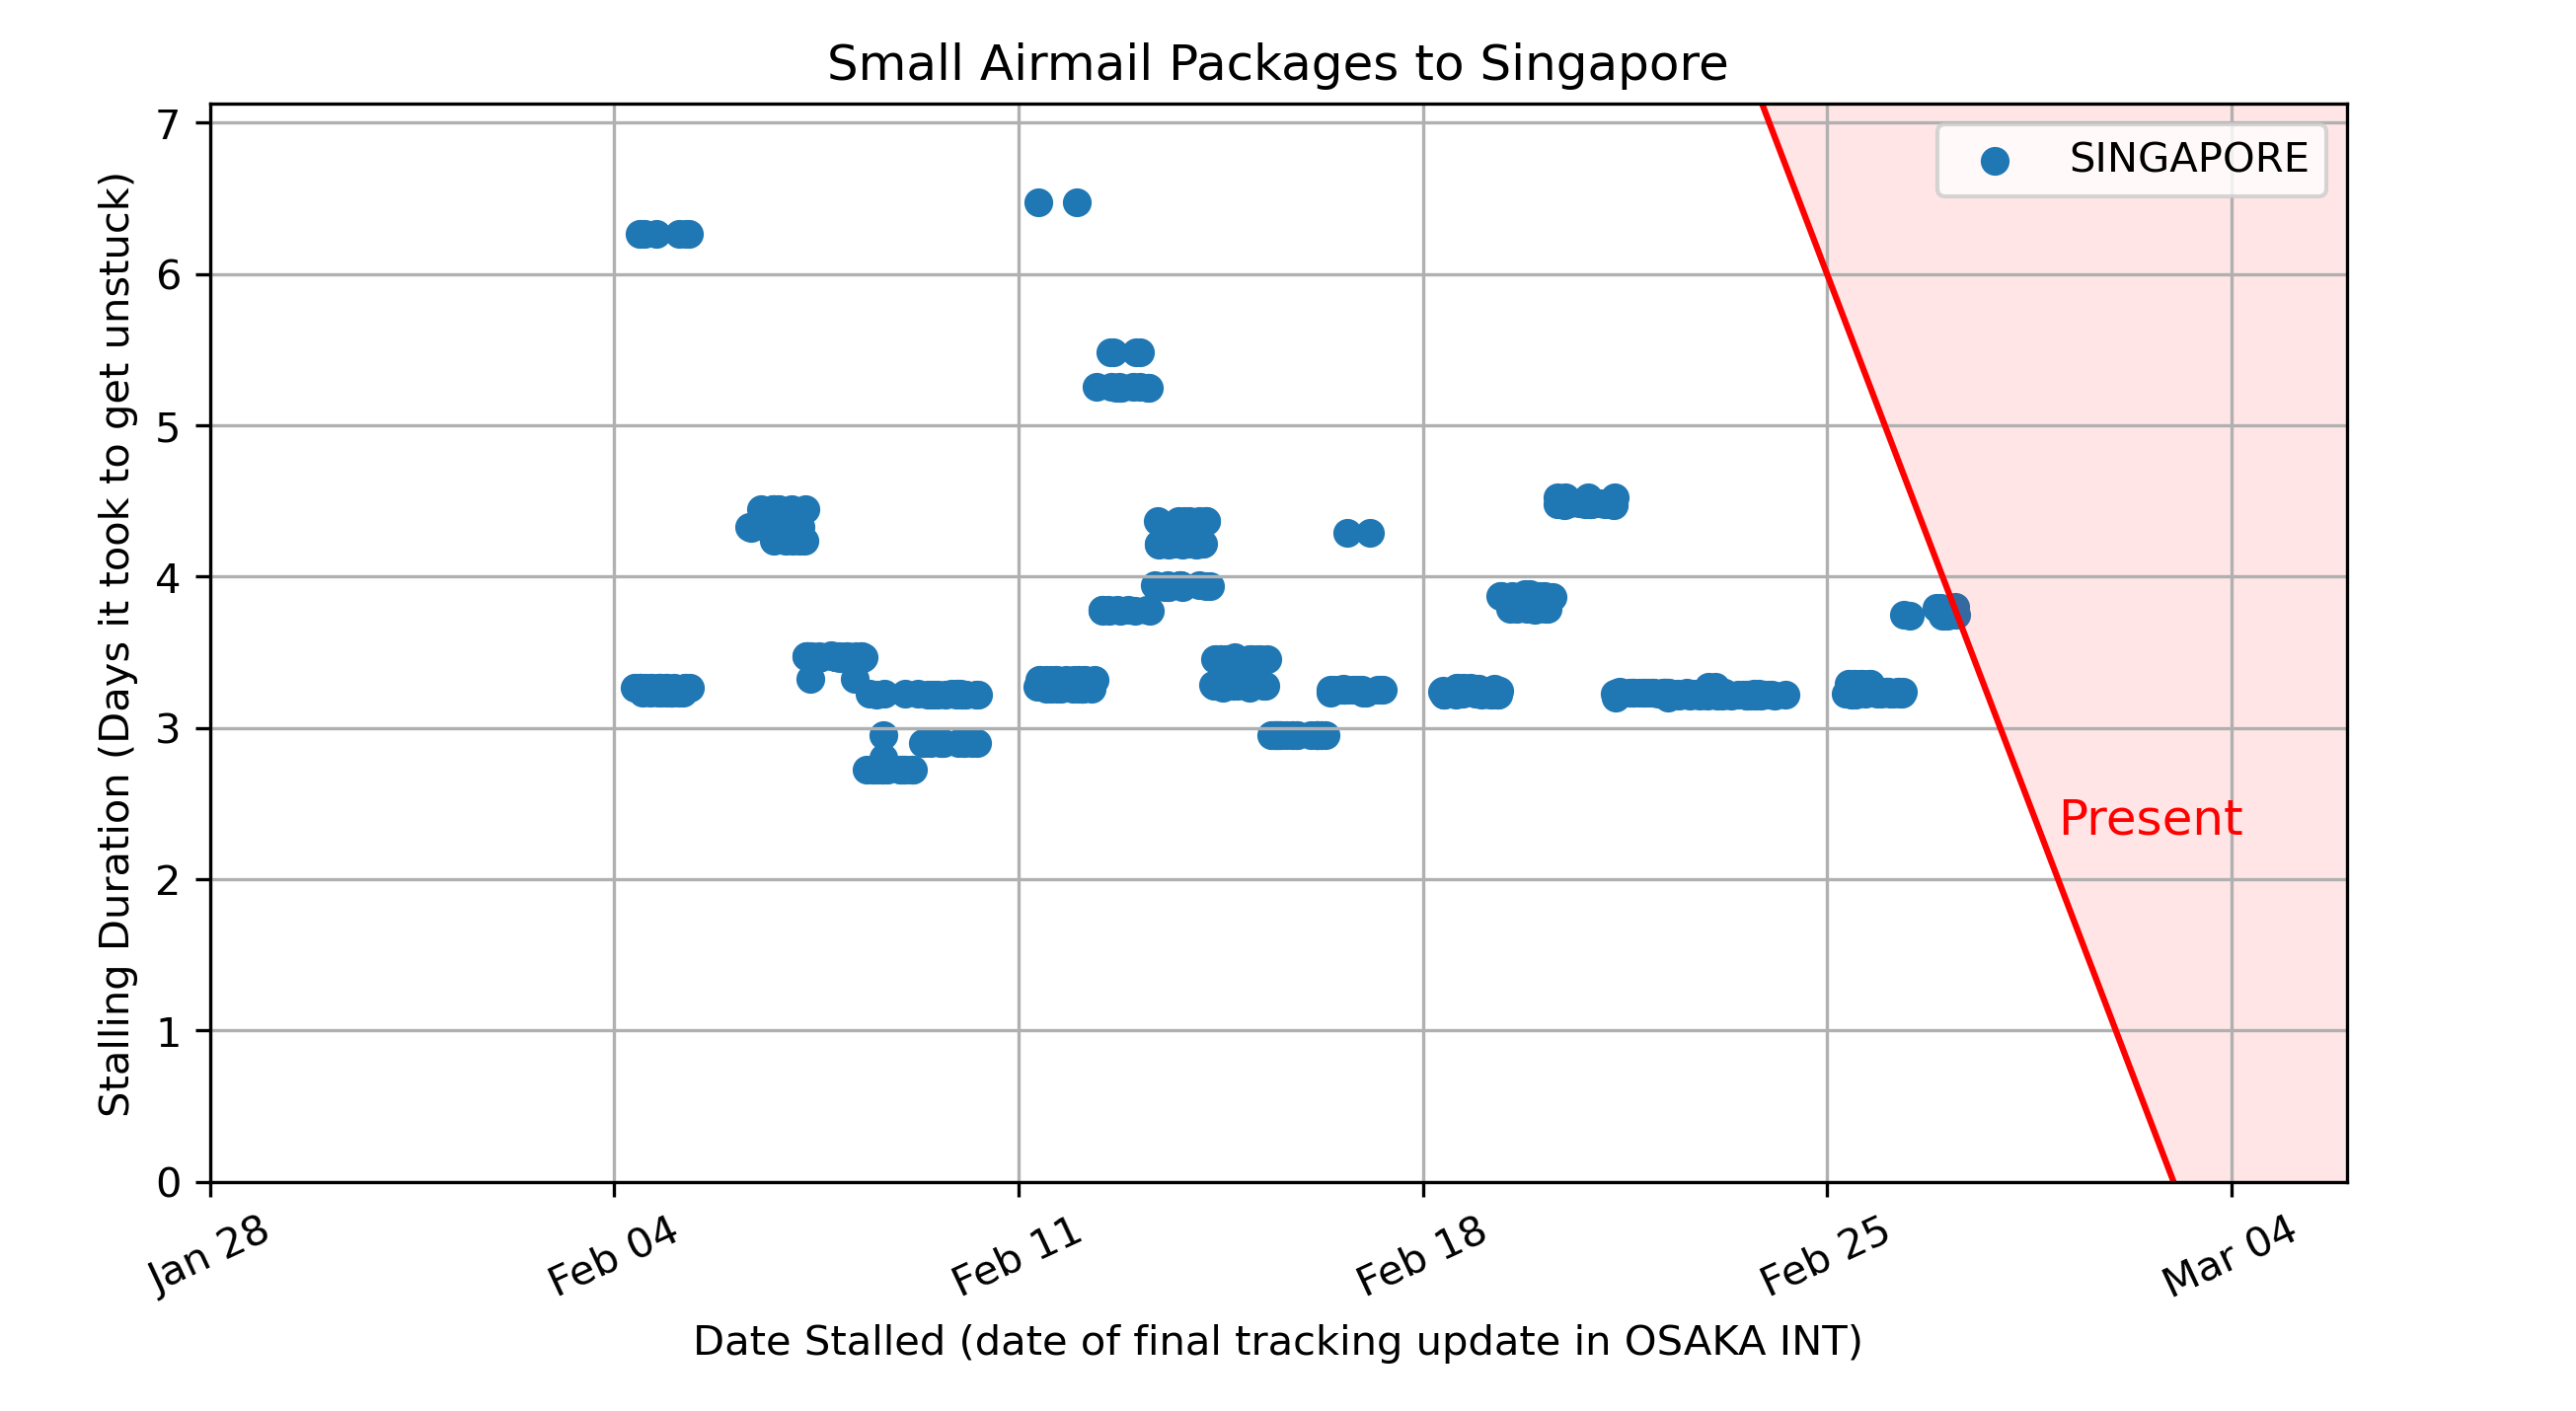 Small Airmail Packages to Singapore
SINGAPORE
Stalling Duration (Days it took to get unstuck)
7
6
5
4
3
2
1
0
Present
Jan 28
Feb 04
Feb 11
Feb 18
Feb 25
Mar 04
Date Stalled (date of final tracking update in OSAKA INT)